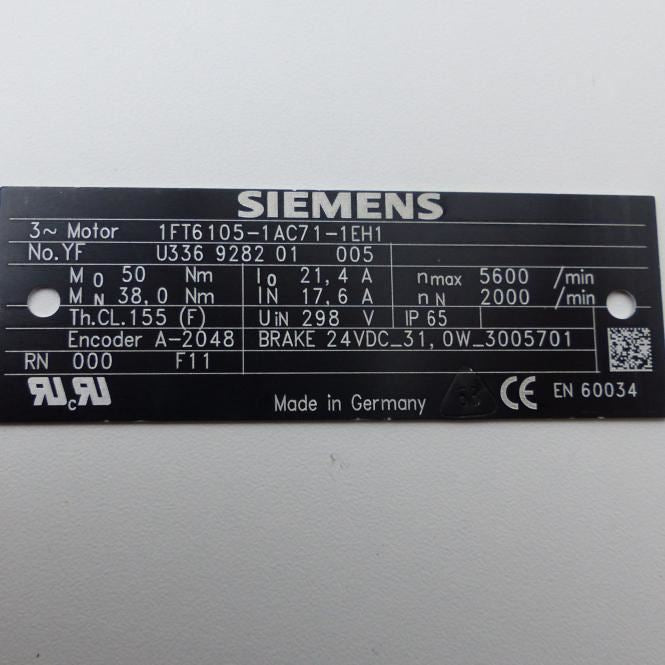 SIEMENS
3~ Motor 1FT6105-1AC71-1EH1
No.YF U336 9282 01 005
M0 50 Nm I0 21,4 A nmax 5600 /min
MN 38,0 Nm IN 17,6 A nN 2000 /min
Th.CL.155 (F) UiN 298 V IP 65
Encoder A-2048 BRAKE 24VDC_31,0W_3005701
RN 000 F11
Made in Germany CE EN 60034